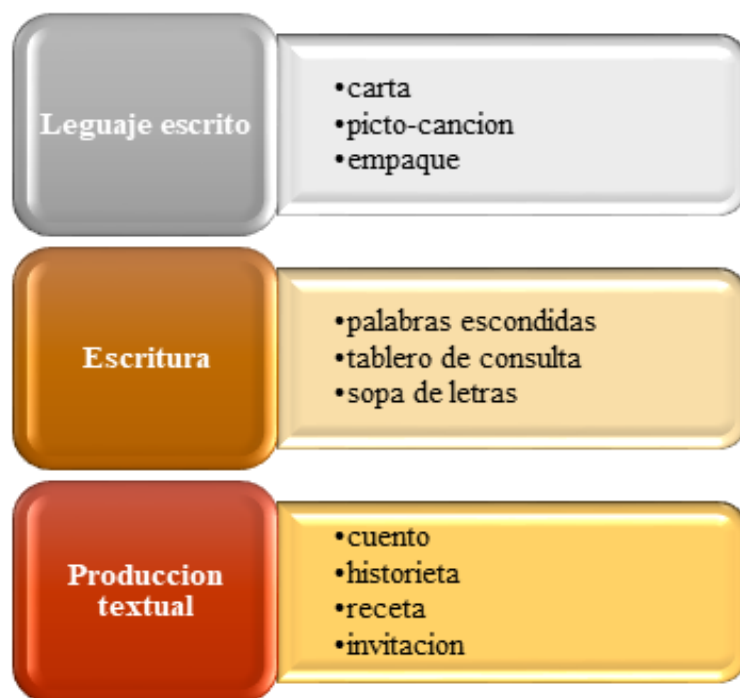 Leguaje escrito
•carta
•picto-cancion
•empaque
Escritura
•palabras escondidas
•tablero de consulta
•sopa de letras
Produccion
textual
•cuento
•historieta
•receta
•invitacion